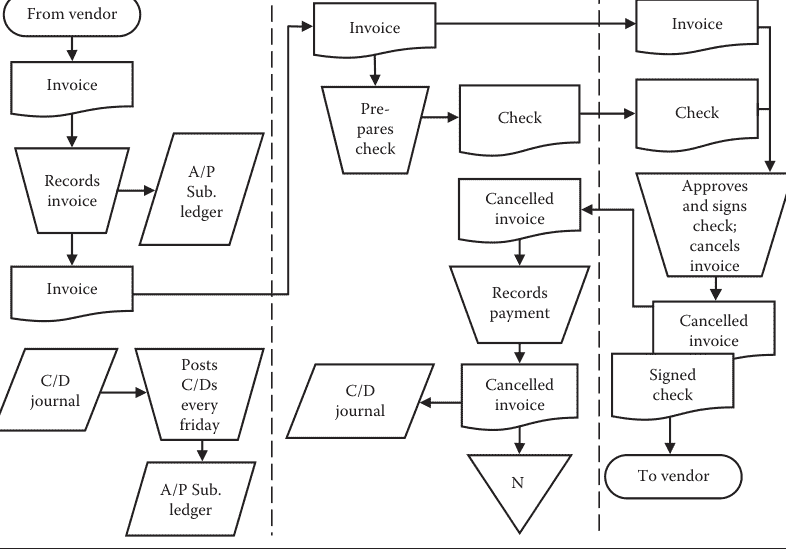 From vendor
Invoice
Records
invoice
A/P
Sub.
ledger
Invoice
C/D
journal
Posts
C/Ds
every
friday
A/P Sub.
ledger
Invoice
Pre-
pares
check
Check
Cancelled
invoice
Records
payment
Cancelled
invoice
C/D
journal
N
Invoice
Check
Approves
and signs
check;
cancels
invoice
Cancelled
invoice
Signed
check
To vendor